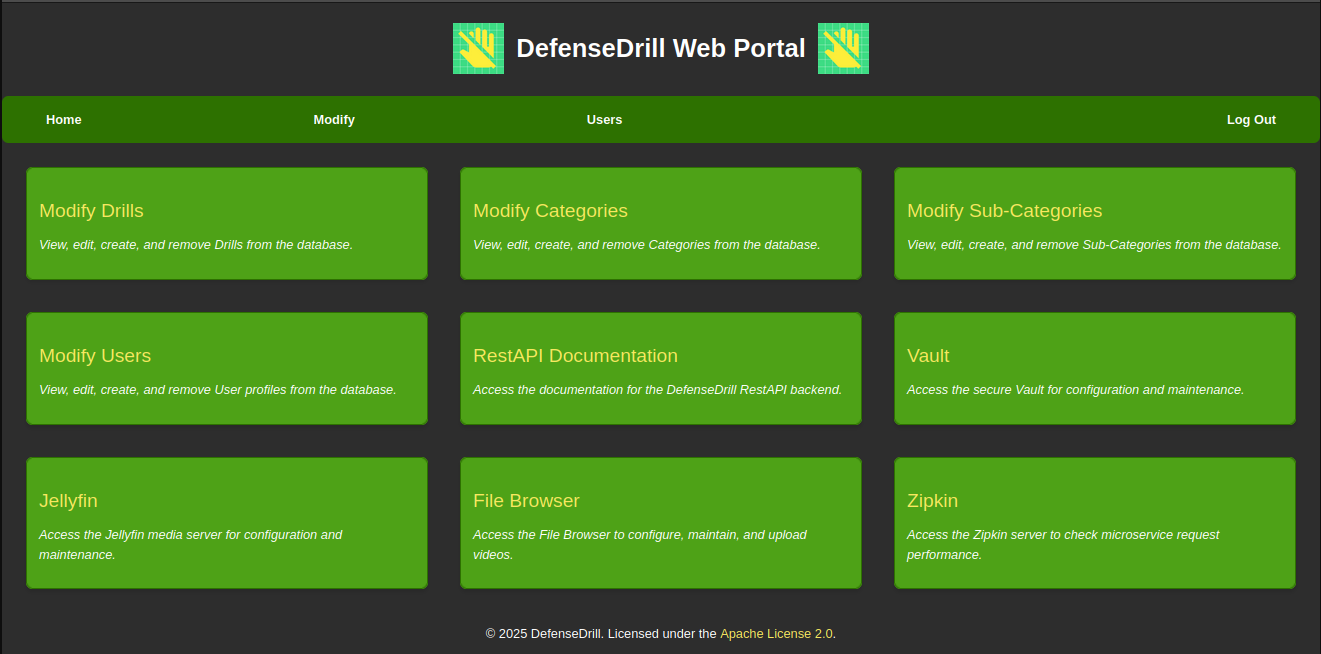 DefenseDrill Web Portal
Home Modify Users Log Out
Modify Drills
View, edit, create, and remove Drills from the database.
Modify Categories
View, edit, create, and remove Categories from the database.
Modify Sub-Categories
View, edit, create, and remove Sub-Categories from the database.
Modify Users
View, edit, create, and remove User profiles from the database.
RestAPI Documentation
Access the documentation for the DefenseDrill RestAPI backend.
Vault
Access the secure Vault for configuration and maintenance.
Jellyfin
Access the Jellyfin media server for configuration and
maintenance.
File Browser
Access the File Browser to configure, maintain, and upload
videos.
Zipkin
Access the Zipkin server to check microservice request
performance.
© 2025 DefenseDrill. Licensed under the Apache License 2.0.